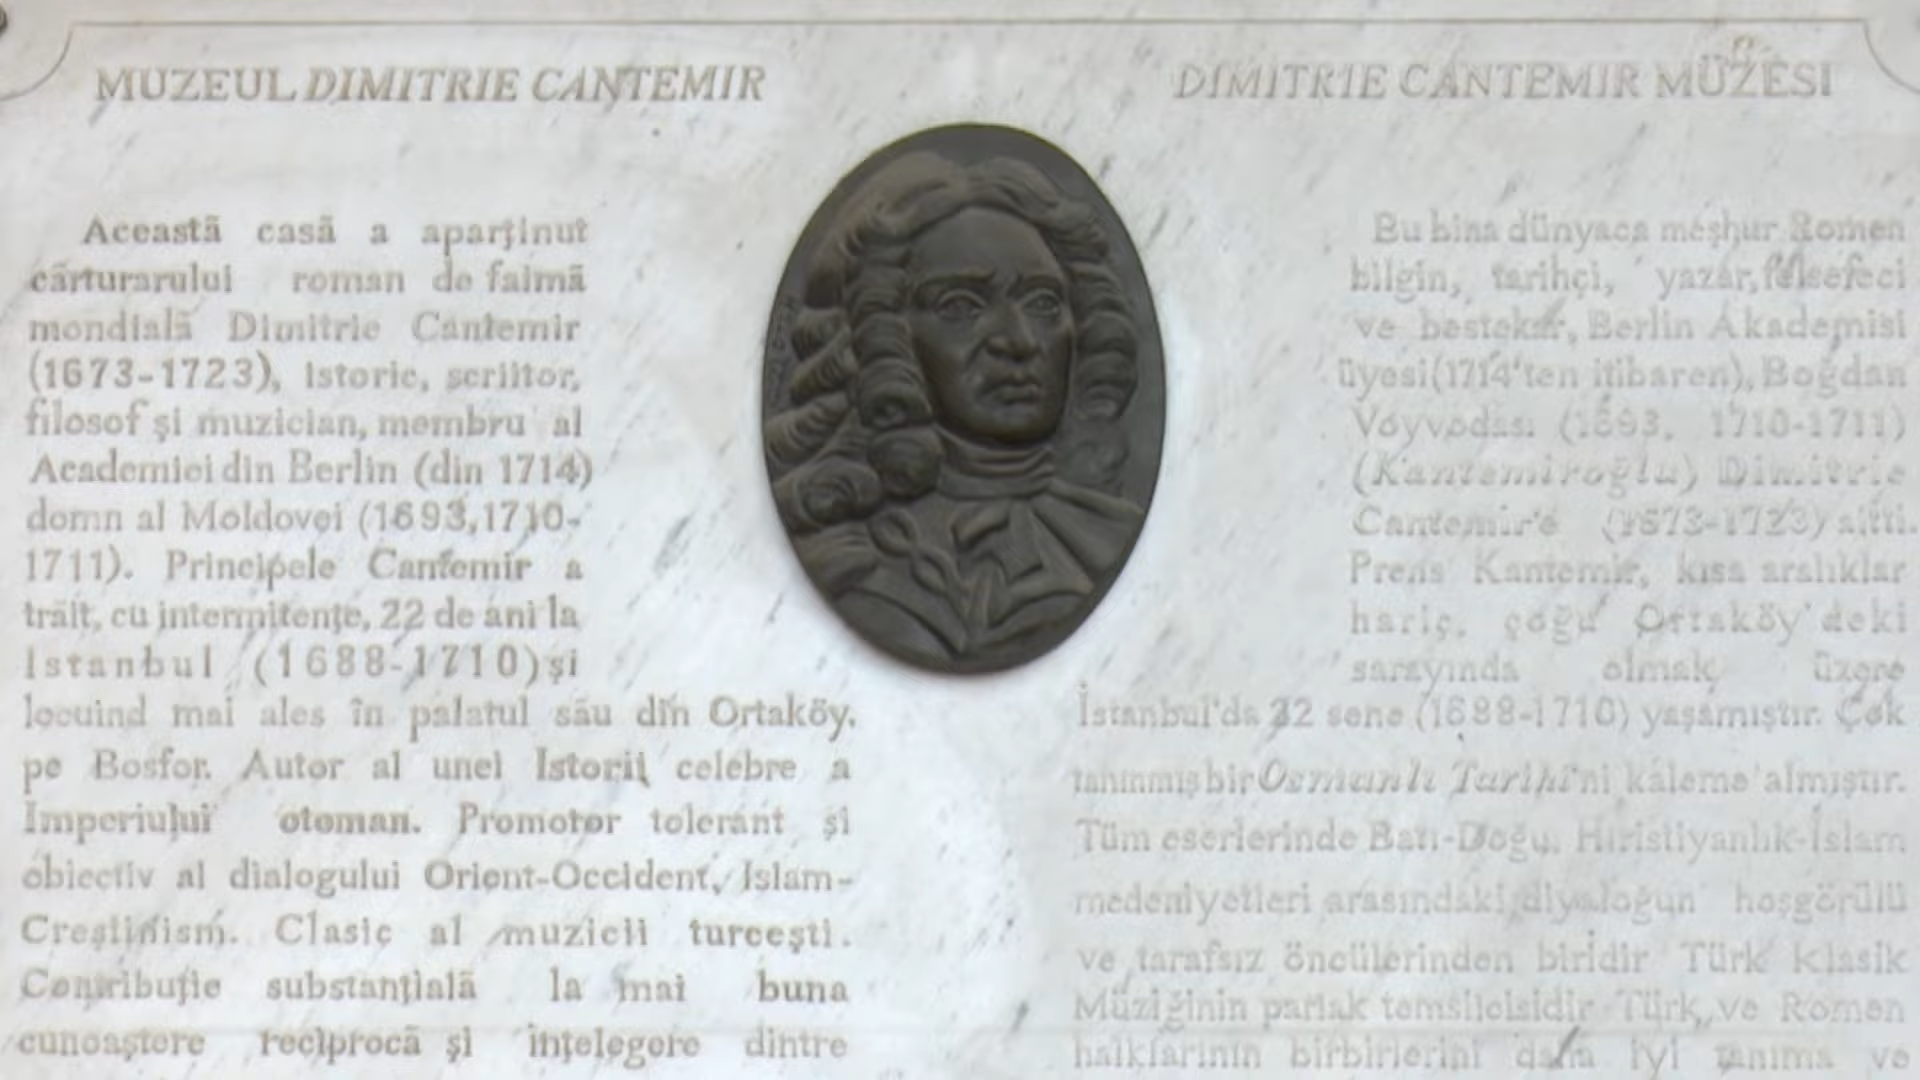 MUZEUL DIMITRIE CANTEMIR
Această casă a aparţinut
cărturarului roman de faimă
mondială Dimitrie Cantemir
(1673-1723), istoric, scriitor,
filosof şi muzician, membru al
Academiei din Berlin (din 1714)
domn al Moldovei (1693,1710-
1711). Principele Cantemir a
trăit, cu intermitenţe, 22 de ani la
Istanbul (1688-1710) şi
locuind mai ales în palatul său din Ortaköy,
pe Bosfor. Autor al unei Istorii celebre a
Imperiului otoman. Promotor tolerant şi
obiectiv al dialogului Orient-Occident, Islam-
Creştinism. Clasic al muzicii turceşti.
Contribuţie substanţială la mai buna
cunoaştere reciprocă şi înţelegere dintre
DIMITRIE CANTEMIR MÜZESI
Bu bina dünyaca meşhur Romen
bilgin, tarihçi, yazar, felsefeci
ve bestekar, Berlin Akademisi
üyesi(1714'ten itibaren), Boğdan
Voyvodası (1693, 1710-1711)
(Kantemiroğlu) Dimitrie
Cantemir'e (1673-1723) aitti.
Prens Kantemir, kısa aralıklar
hariç, çoğu Ortaköy'deki
sarayında olmak üzere
İstanbul'da 22 sene (1688-1710) yaşamıştır. Çok
tanınmış bir Osmanlı Tarihi'ni kaleme almıştır.
Tüm eserlerinde Batı-Doğu, Hıristiyanlık-İslam
medeniyetleri arasındaki diyaloğun hoşgörülü
ve tarafsız öncülerinden biridir Türk Klasik
Müziğinin parlak temsilcisidir Türk ve Romen
halklarının birbirlerini daha iyi tanıma ve